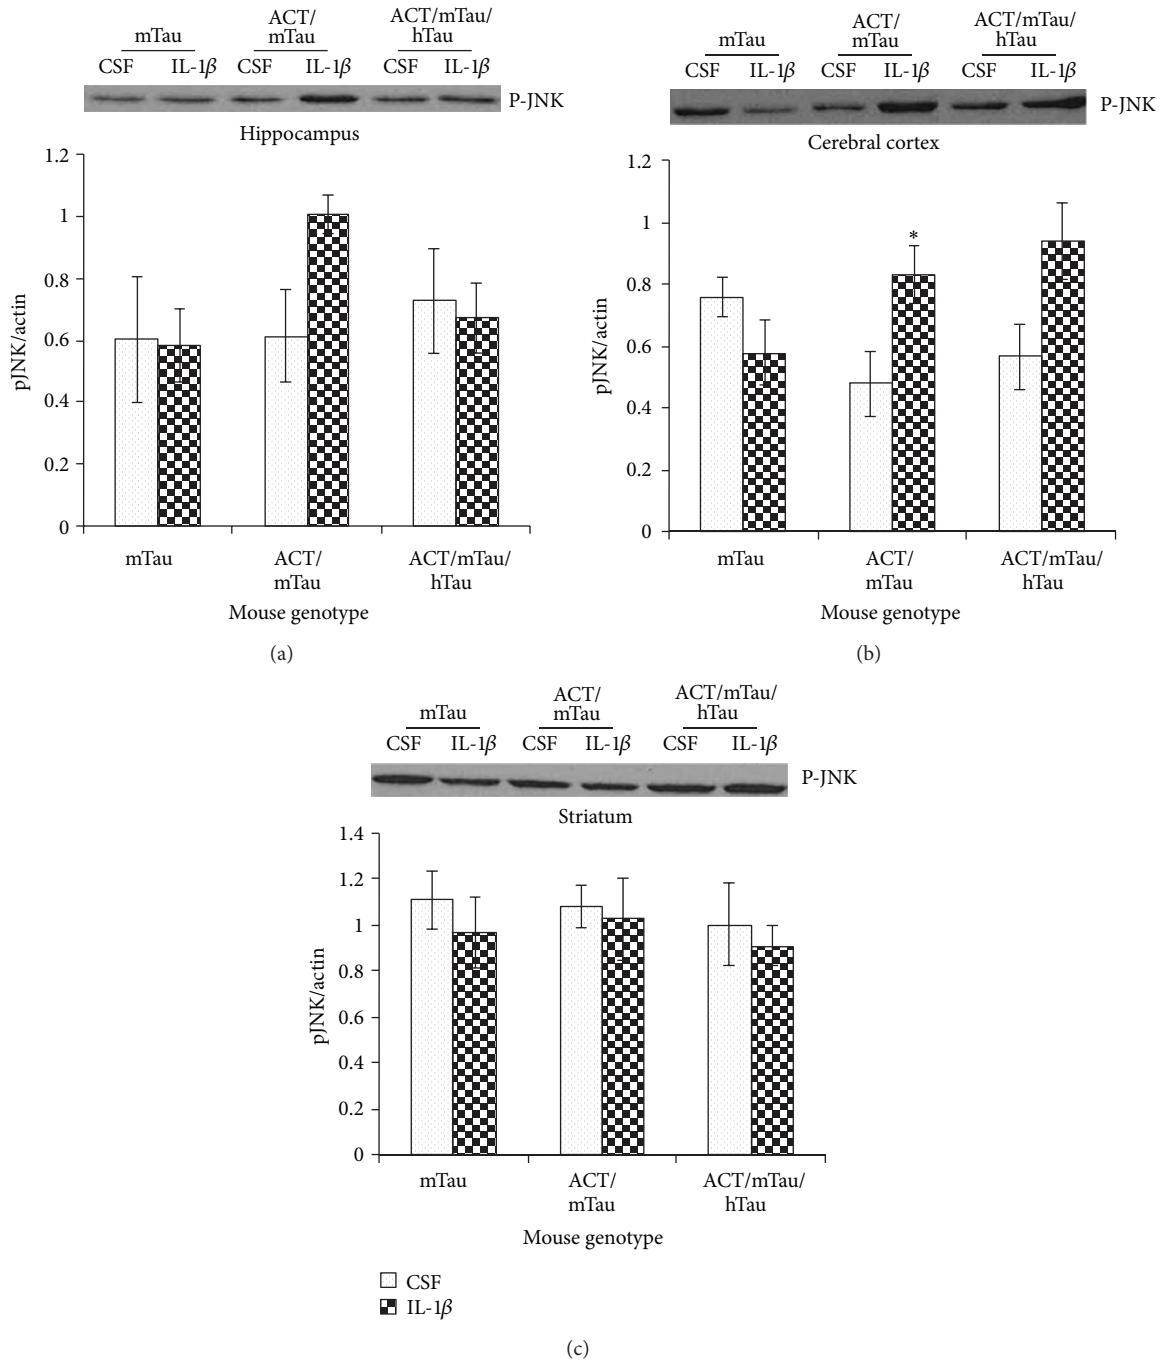 mTau
ACT/
mTau
ACT/mTau/
hTau
CSF IL-1β CSF IL-1β CSF IL-1β
P-JNK
Hippocampus
1.2
1
0.8
0.6
0.4
0.2
0
pJNK/actin
mTau
ACT/
mTau
ACT/mTau/
hTau
Mouse genotype
(a)
mTau
ACT/
mTau
ACT/mTau/
hTau
CSF IL-1β CSF IL-1β CSF IL-1β
P-JNK
Cerebral cortex
1.2
1
0.8
0.6
0.4
0.2
0
pJNK/actin
*
mTau
ACT/
mTau
ACT/mTau/
hTau
Mouse genotype
(b)
mTau
ACT/
mTau
ACT/mTau/
hTau
CSF IL-1β CSF IL-1β CSF IL-1β
P-JNK
Striatum
1.4
1.2
1
0.8
0.6
0.4
0.2
0
pJNK/actin
mTau
ACT/
mTau
ACT/mTau/
hTau
Mouse genotype
CSF
IL-1β
(c)